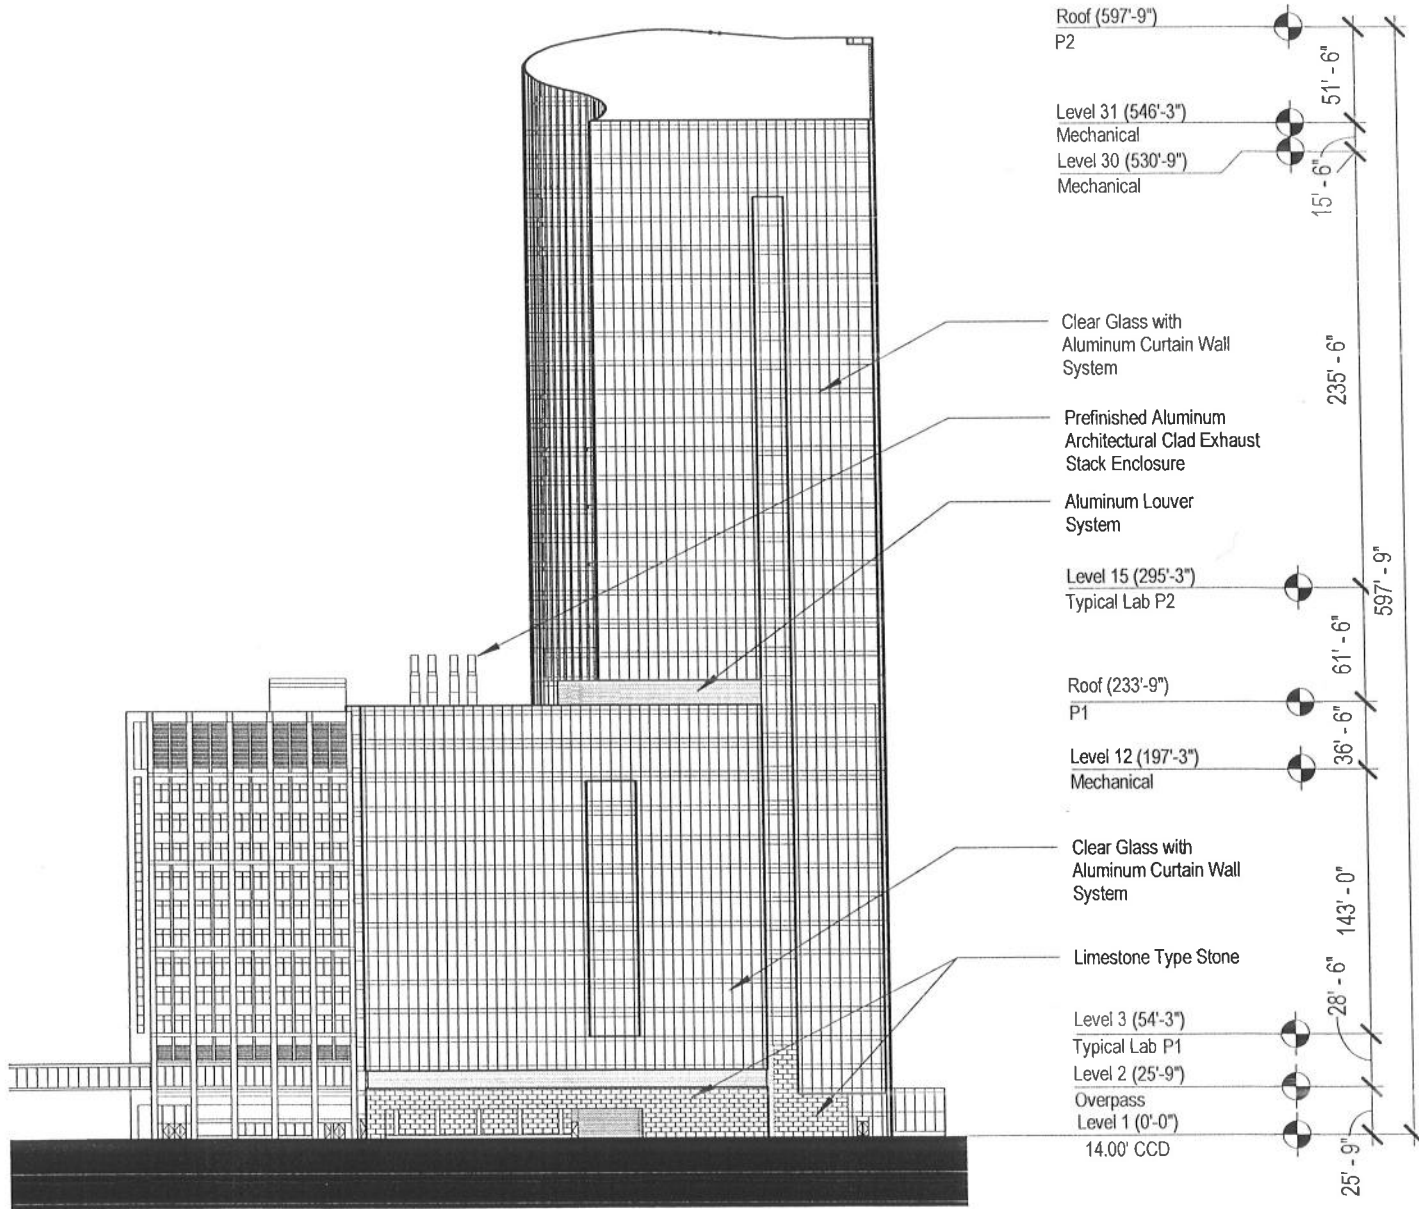 Roof (597'-9")
P2
51' - 6"
Level 31 (546'-3")
Mechanical
Level 30 (530'-9")
Mechanical
15' - 6"
Clear Glass with
Aluminum Curtain Wall
System
235' - 6"
Prefinished Aluminum
Architectural Clad Exhaust
Stack Enclosure
Aluminum Louver
System
Level 15 (295'-3")
Typical Lab P2
597' - 9"
61' - 6"
Roof (233'-9")
P1
36' - 6"
Level 12 (197'-3")
Mechanical
Clear Glass with
Aluminum Curtain Wall
System
143' - 0"
Limestone Type Stone
28' - 6"
Level 3 (54'-3")
Typical Lab P1
Level 2 (25'-9")
Overpass
Level 1 (0'-0")
14.00' CCD
25' - 9"